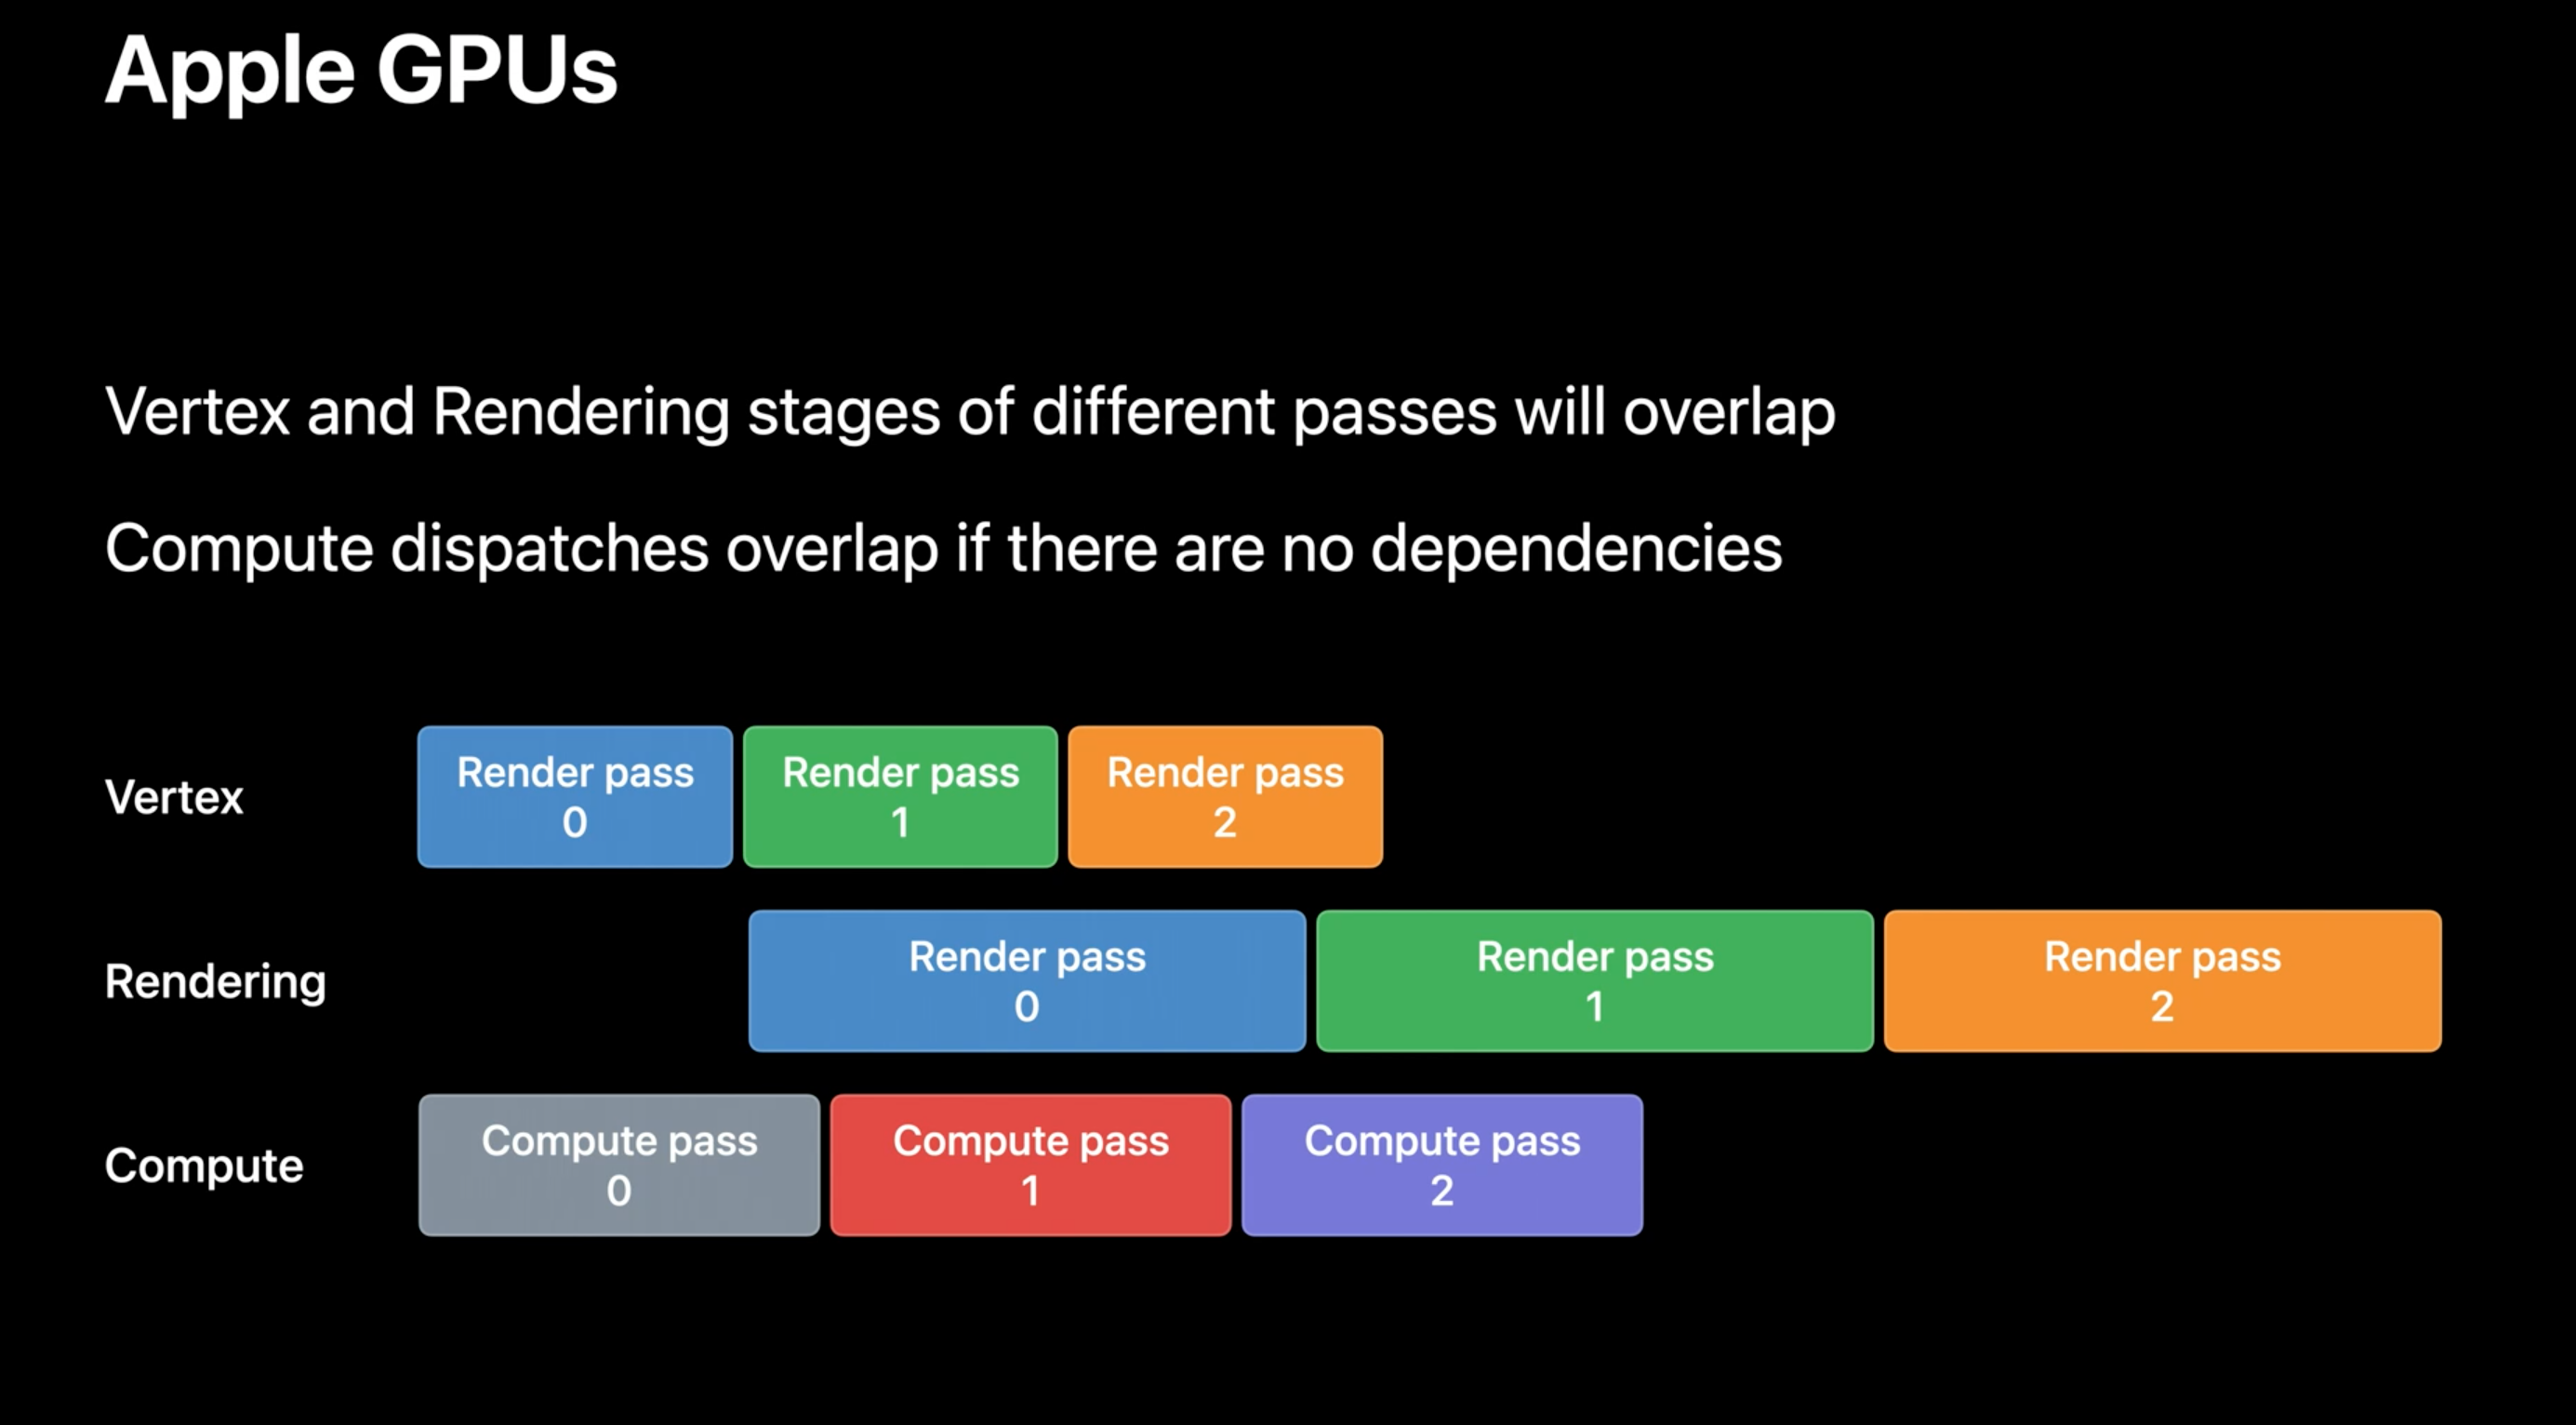 Apple GPUs
Vertex and Rendering stages of different passes will overlap
Compute dispatches overlap if there are no dependencies
Vertex
Render pass
0
Render pass
1
Render pass
2
Rendering
Render pass
0
Render pass
1
Render pass
2
Compute
Compute pass
0
Compute pass
1
Compute pass
2